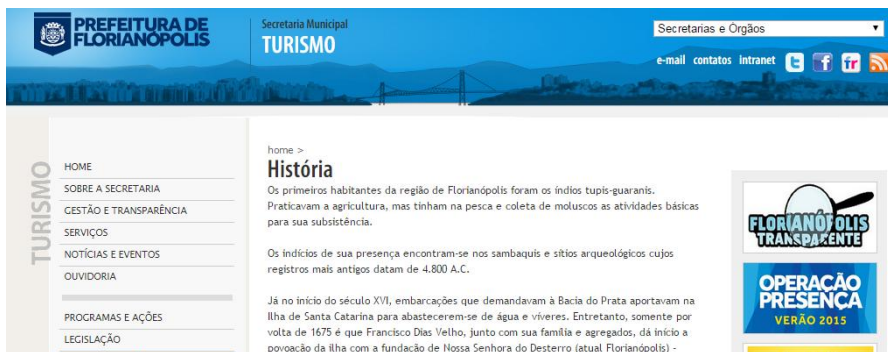 PREFEITURA DE
FLORIANÓPOLIS
Secretaria Municipal
TURISMO
Secretarias e Órgãos
e-mail contatos intranet
TURISMO
HOME
SOBRE A SECRETARIA
GESTÃO E TRANSPARÊNCIA
SERVIÇOS
NOTÍCIAS E EVENTOS
OUVIDORIA
PROGRAMAS E AÇÕES
LEGISLAÇÃO
home >
História
Os primeiros habitantes da região de Florianópolis foram os índios tupis-guaranis.
Praticavam a agricultura, mas tinham na pesca e coleta de moluscos as atividades básicas
para sua subsistência.
Os indícios de sua presença encontram-se nos sambaquis e sítios arqueológicos cujos
registros mais antigos datam de 4.800 A.C.
Já no início do século XVI, embarcações que demandavam à Bacia do Prata aportavam na
Ilha de Santa Catarina para abastecerem-se de água e víveres. Entretanto, somente por
volta de 1675 é que Francisco Dias Velho, junto com sua família e agregados, dá início a
povoação da ilha com a fundação de Nossa Senhora do Desterro (atual Florianópolis) -
FLORIANÓPOLIS
TRANSPARENTE
OPERAÇÃO
PRESENÇA
VERÃO 2015